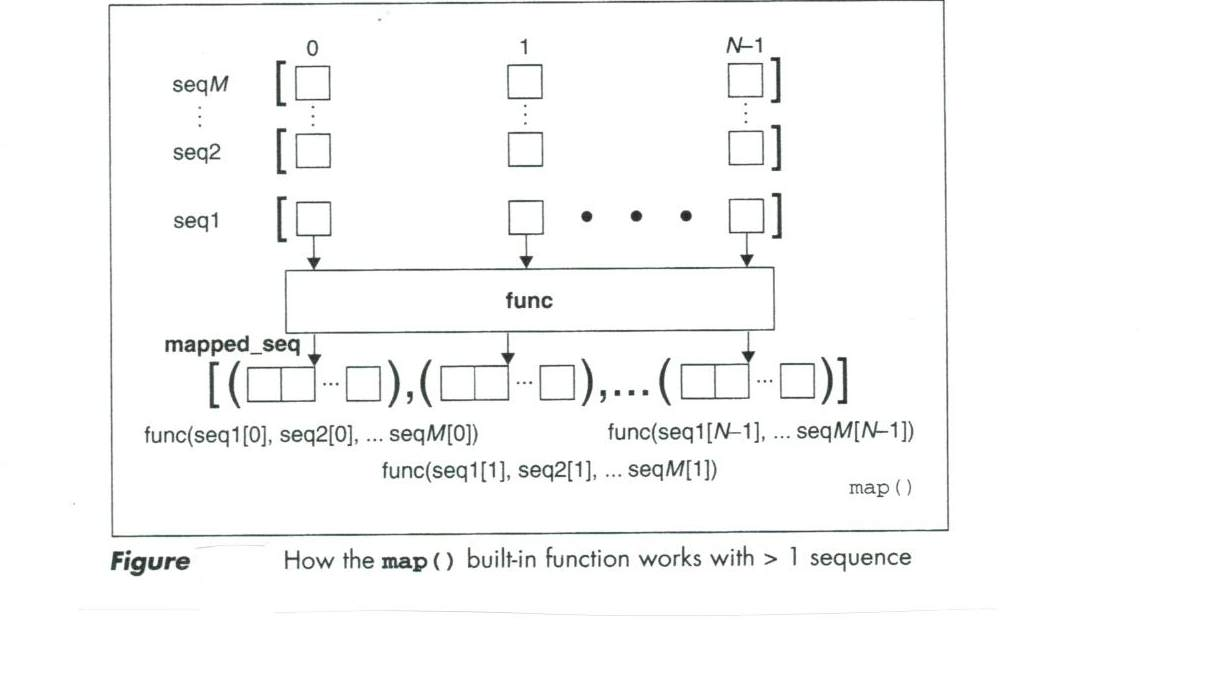 0 1 N–1
seqM [ ]
seq2 [ ]
seq1 [ • • • ]
func
mapped_seq
[( ... ),( ... ),...( ... )]
func(seq1[0], seq2[0], ... seqM[0]) func(seq1[N–1], ... seqM[N–1])
func(seq1[1], seq2[1], ... seqM[1])
map()
Figure How the map() built-in function works with > 1 sequence